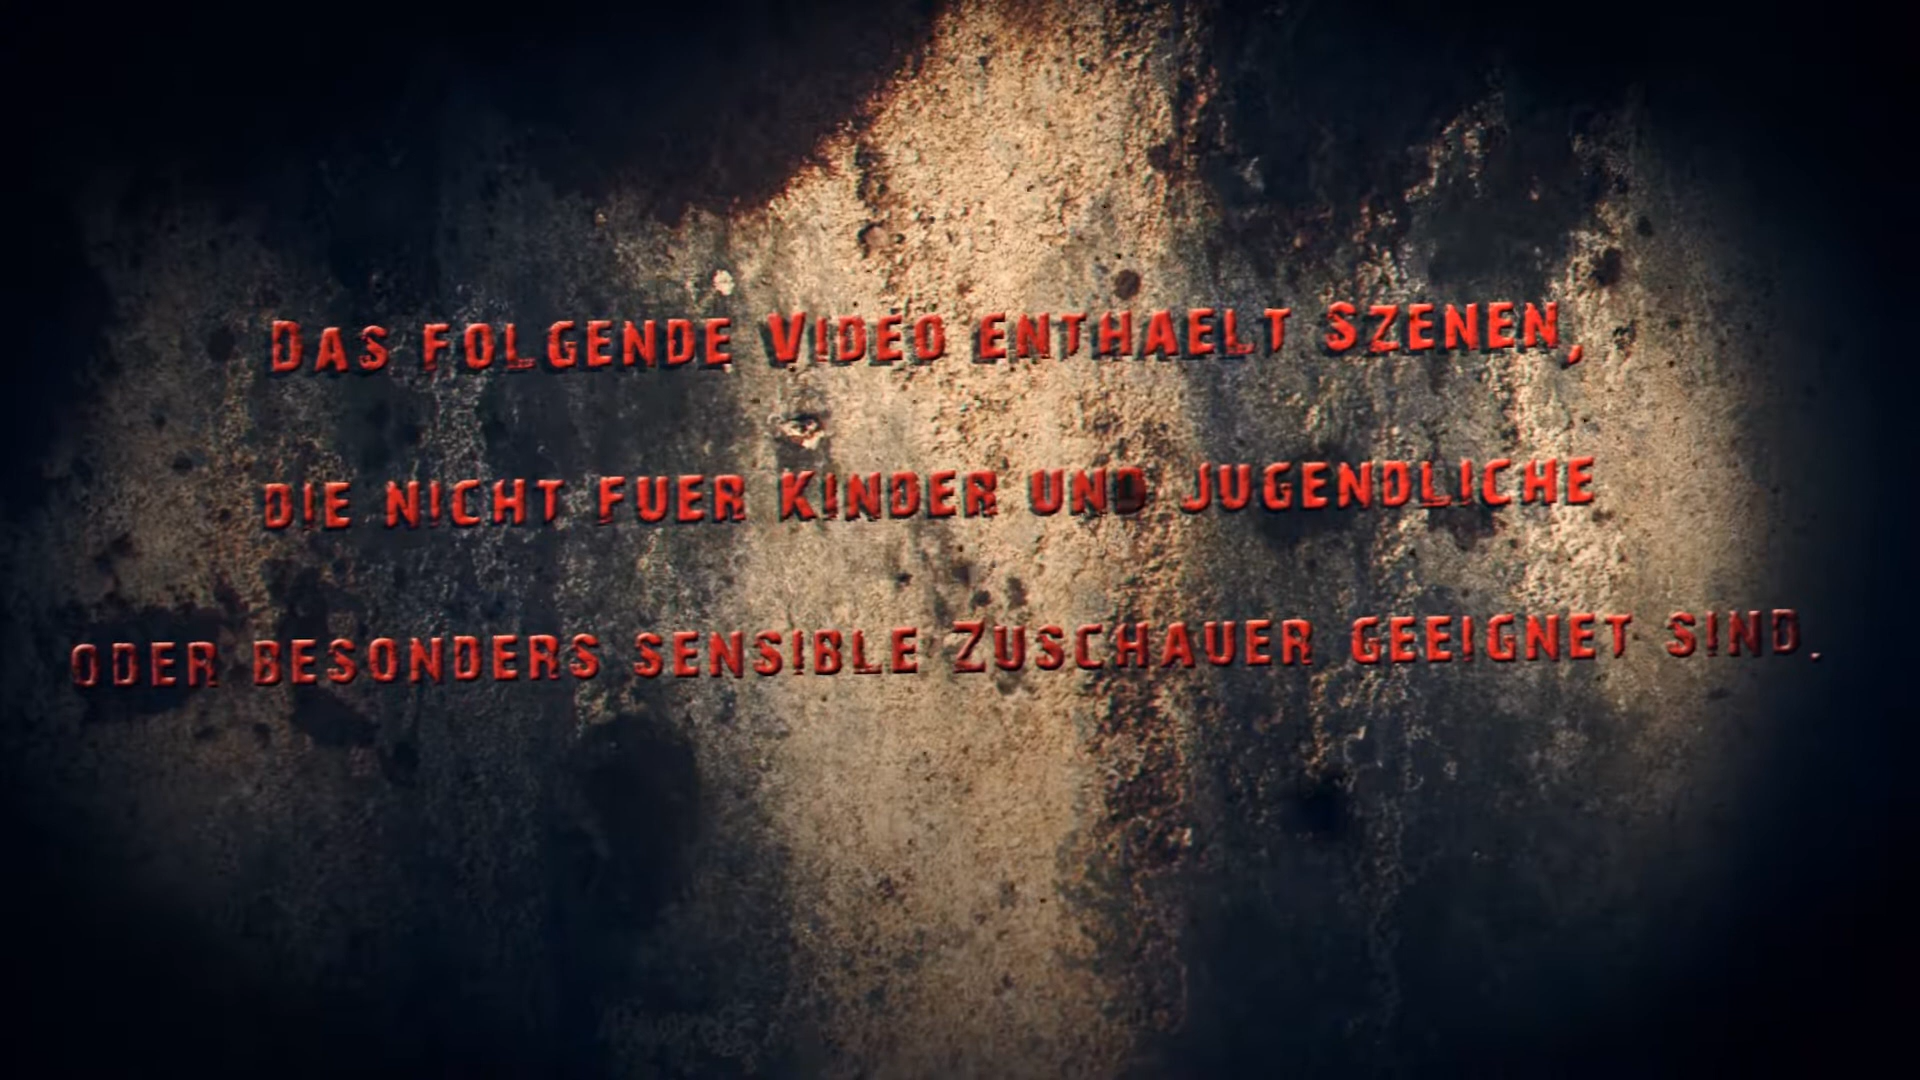 Das folgende Video enthaelt Szenen,
die nicht fuer Kinder und Jugendliche
oder besonders sensible Zuschauer geeignet sind.